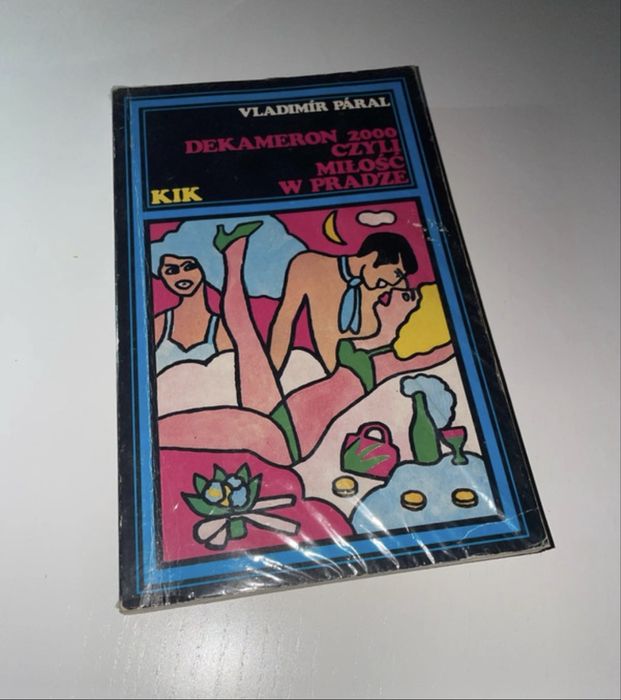 VLADIMÍR PÁRAL
DEKAMERON 2000
CZYLI
MIŁOŚĆ
W PRADZE
KIK